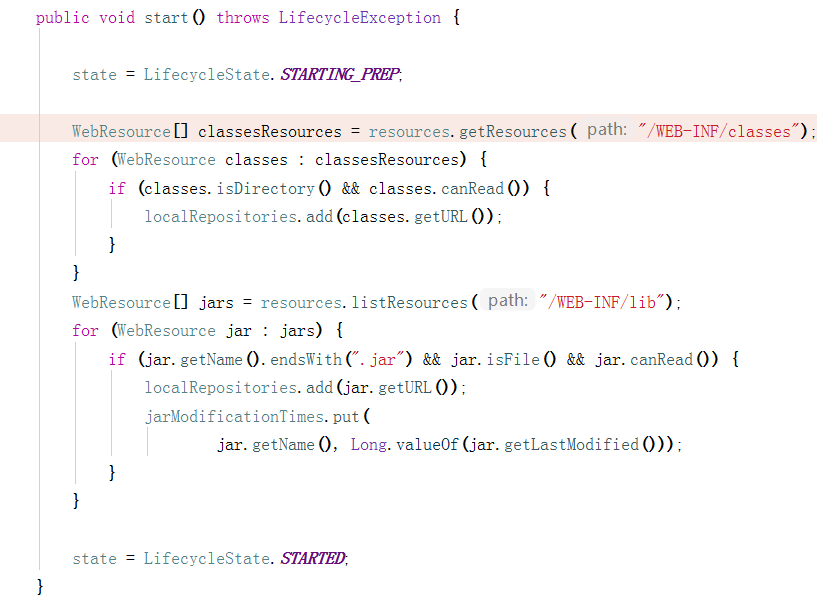 public void start() throws LifecycleException {
state = LifecycleState.STARTING_PREP;
WebResource[] classesResources = resources.getResources( path: "/WEB-INF/classes");
for (WebResource classes : classesResources) {
if (classes.isDirectory() && classes.canRead()) {
localRepositories.add(classes.getURL());
}
}
WebResource[] jars = resources.listResources( path: "/WEB-INF/lib");
for (WebResource jar : jars) {
if (jar.getName().endsWith(".jar") && jar.isFile() && jar.canRead()) {
localRepositories.add(jar.getURL());
jarModificationTimes.put(
jar.getName(), Long.valueOf(jar.getLastModified()));
}
}
state = LifecycleState.STARTED;
}